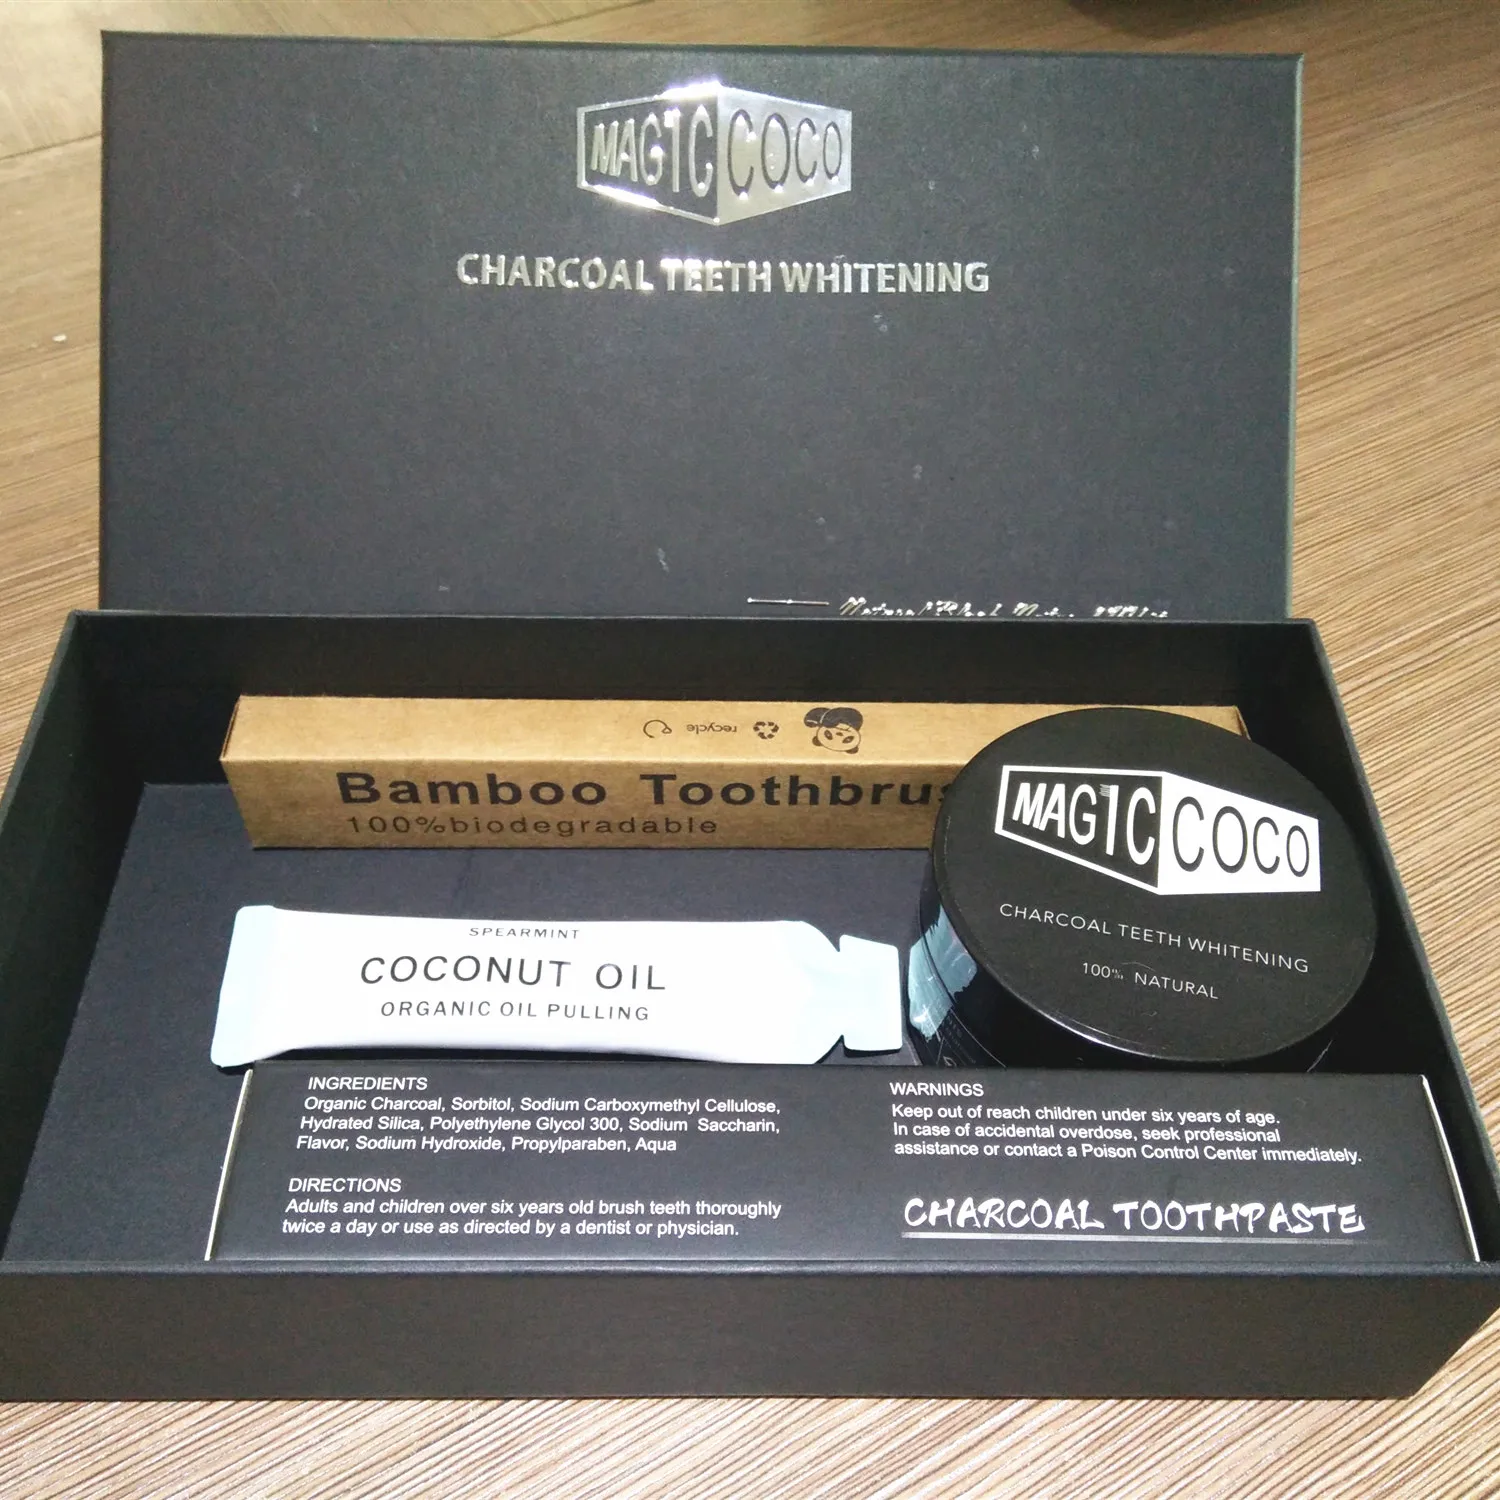 MAGIC COCO
CHARCOAL TEETH WHITENING
recycle
Bamboo
100%biodegradable
MAGIC COCO
CHARCOAL TEETH WHITENING
100% NATURAL
SPEARMINT
COCONUT OIL
ORGANIC OIL PULLING
INGREDIENTS
Organic Charcoal, Sorbitol, Sodium Carboxymethyl Cellulose,
Hydrated Silica, Polyethylene Glycol 300, Sodium Saccharin,
Flavor, Sodium Hydroxide, Propylparaben, Aqua
DIRECTIONS
Adults and children over six years old brush teeth thoroughly
twice a day or use as directed by a dentist or physician.
WARNINGS
Keep out of reach children under six years of age.
In case of accidental overdose, seek professional
assistance or contact a Poison Control Center immediately.
CHARCOAL TOOTHPASTE